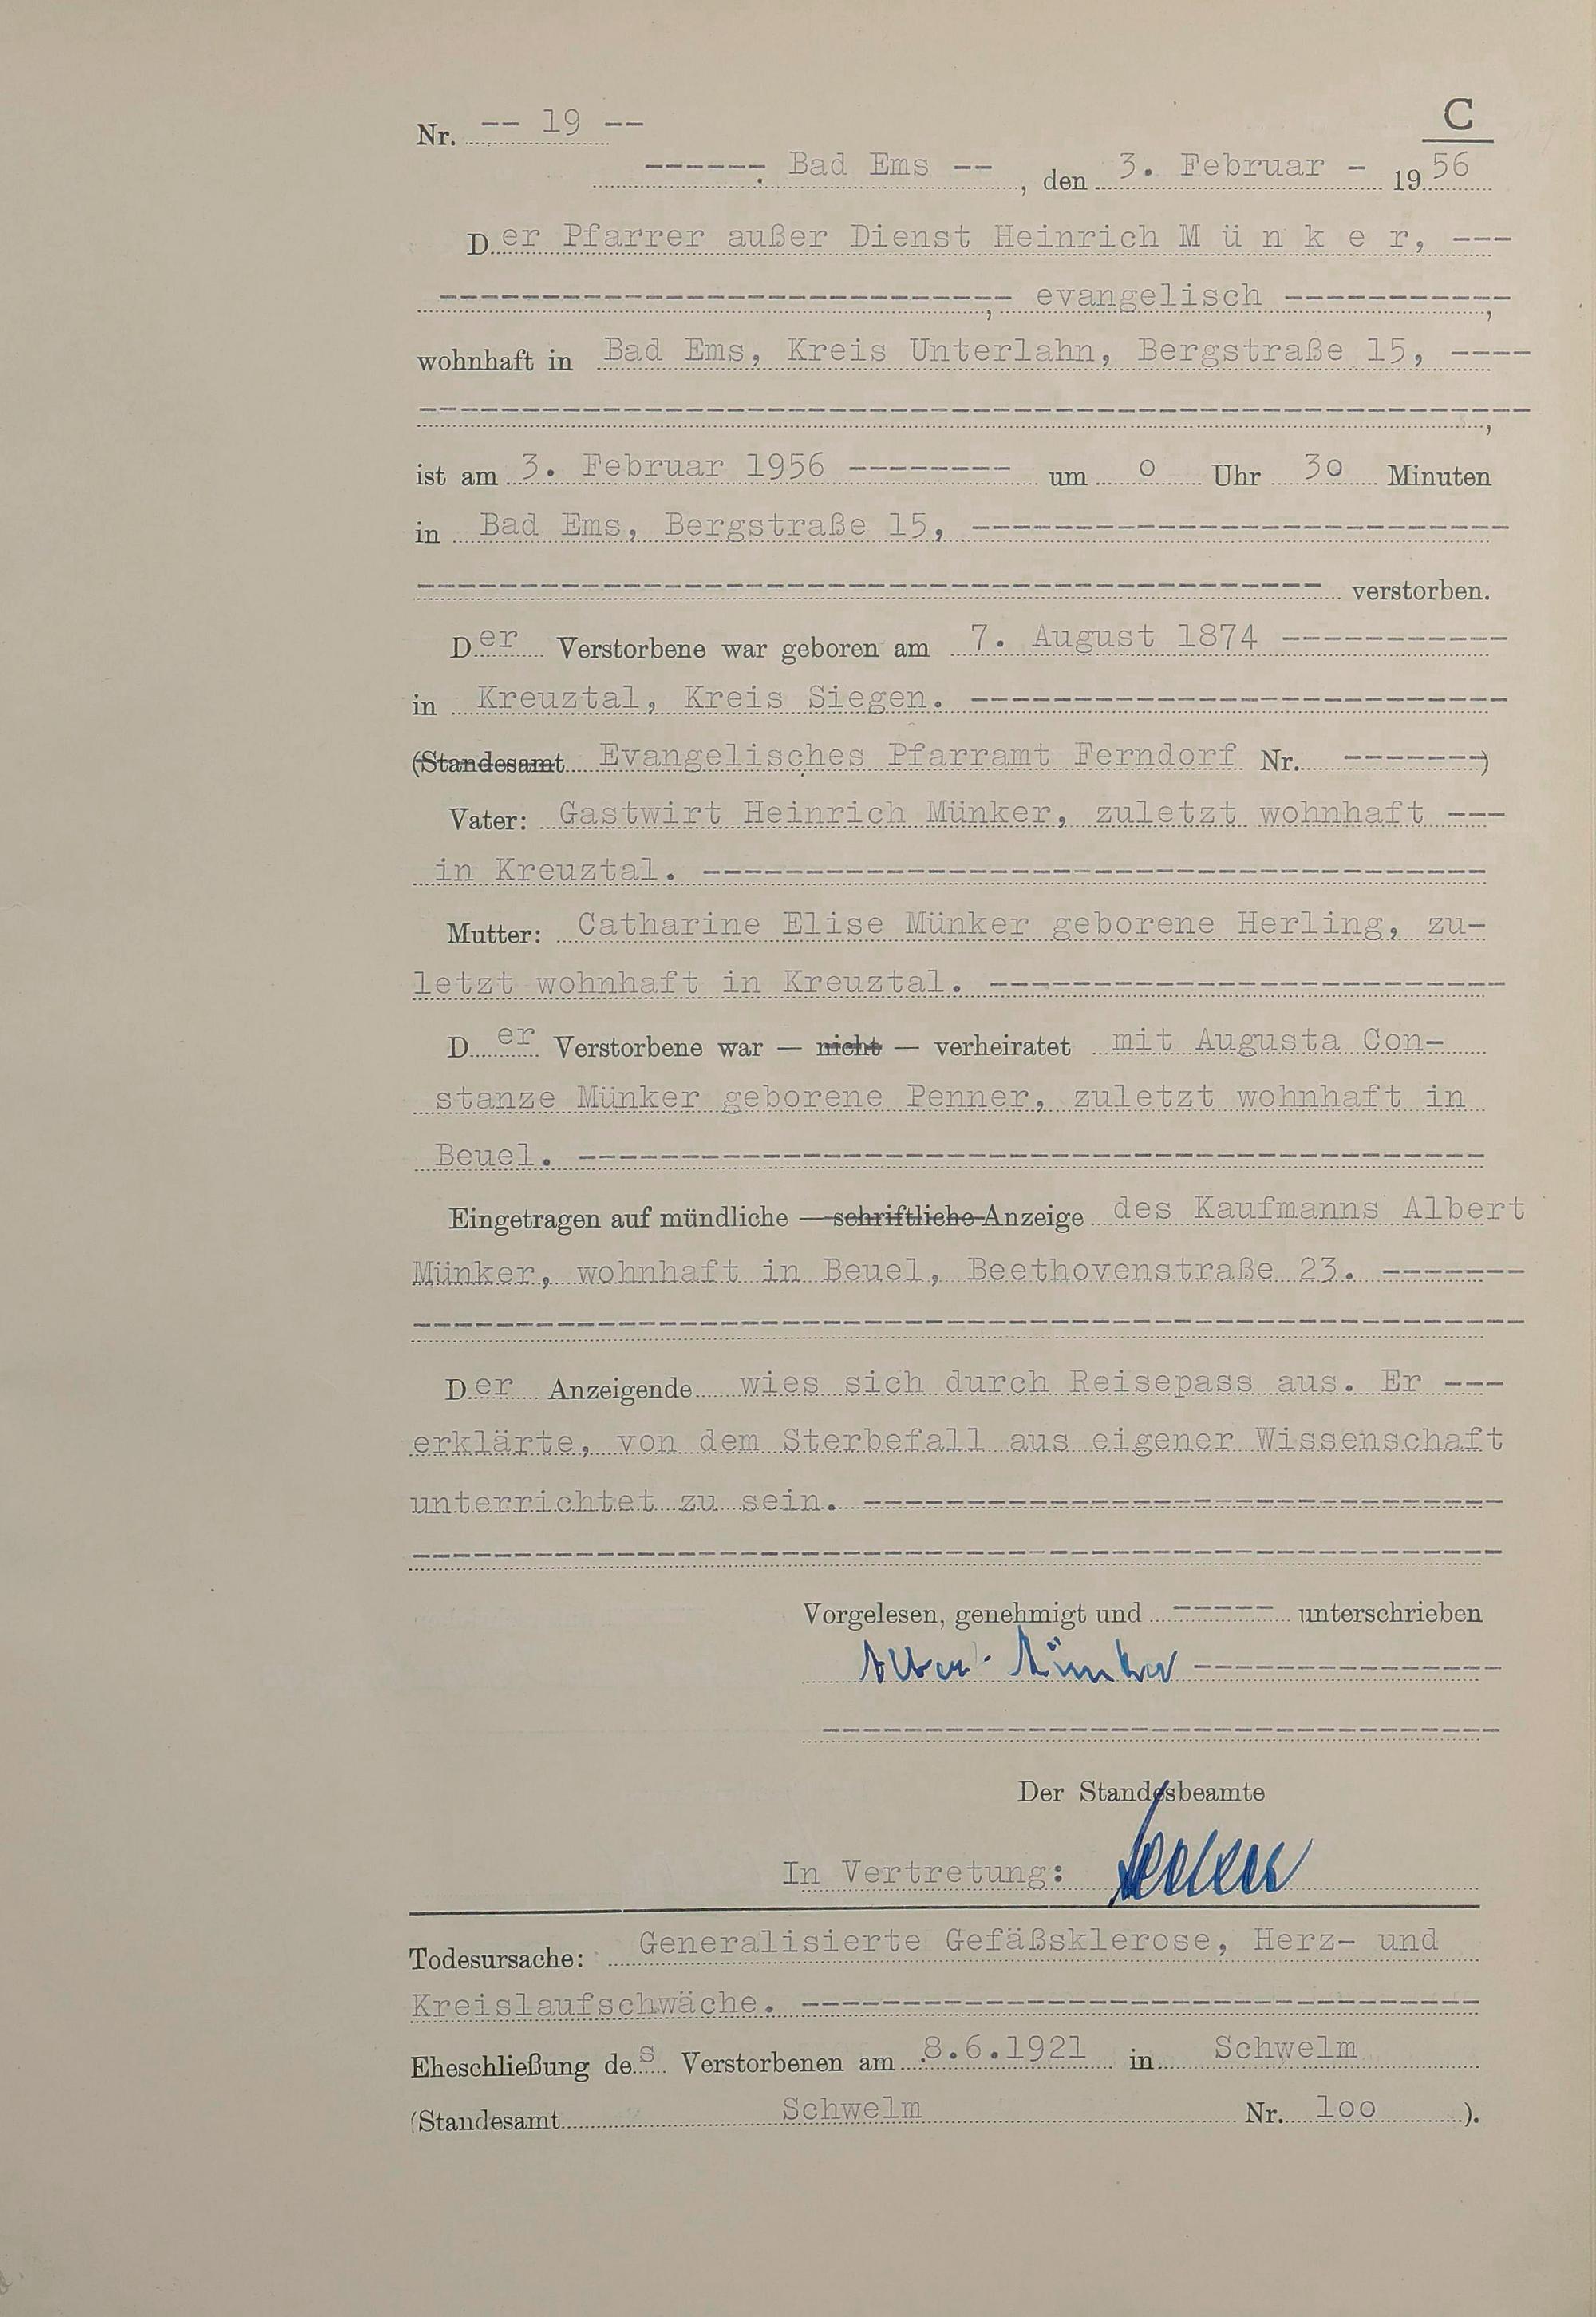 C
Nr. -- 19 --
------ Bad Ems -- , den 3. Februar - 1956
Der Pfarrer außer Dienst Heinrich M ü n k e r, ---
----------------------------, evangelisch -----------,
wohnhaft in Bad Ems, Kreis Unterlahn, Bergstraße 15, ----
------------------------------------------------------,
ist am 3. Februar 1956 -------- um o Uhr 3o Minuten
in Bad Ems, Bergstraße 15, --------------------------
-------------------------------------------- verstorben.
Der Verstorbene war geboren am 7. August 1874 -----------
in Kreuztal, Kreis Siegen. --------------------------
(Standesamt Evangelisches Pfarramt Ferndorf Nr. -------)
Vater: Gastwirt Heinrich Münker, zuletzt wohnhaft ---
in Kreuztal. --------------------------------------
Mutter: Catharine Elise Münker geborene Herling, zu-
letzt wohnhaft in Kreuztal. -------------------------
Der Verstorbene war — nicht — verheiratet mit Augusta Con-
stanze Münker geborene Penner, zuletzt wohnhaft in
Beuel. --------------------------------------------
Eingetragen auf mündliche — schriftliche Anzeige des Kaufmanns Albert
Münker, wohnhaft in Beuel, Beethovenstraße 23. -------
------------------------------------------------------
Der Anzeigende wies sich durch Reisepass aus. Er ---
erklärte, von dem Sterbefall aus eigener Wissenschaft
unterrichtet zu sein. -------------------------------
-----------------------------------------------------
Vorgelesen, genehmigt und ----- unterschrieben
Albert Münker ---------------
---------------------------------
Der Standesbeamte
In Vertretung:
Todesursache: Generalisierte Gefäßsklerose, Herz- und
Kreislaufschwäche. ---------------------------------
Eheschließung des Verstorbenen am 8.6.1921 in Schwelm
(Standesamt Schwelm Nr. loo ).